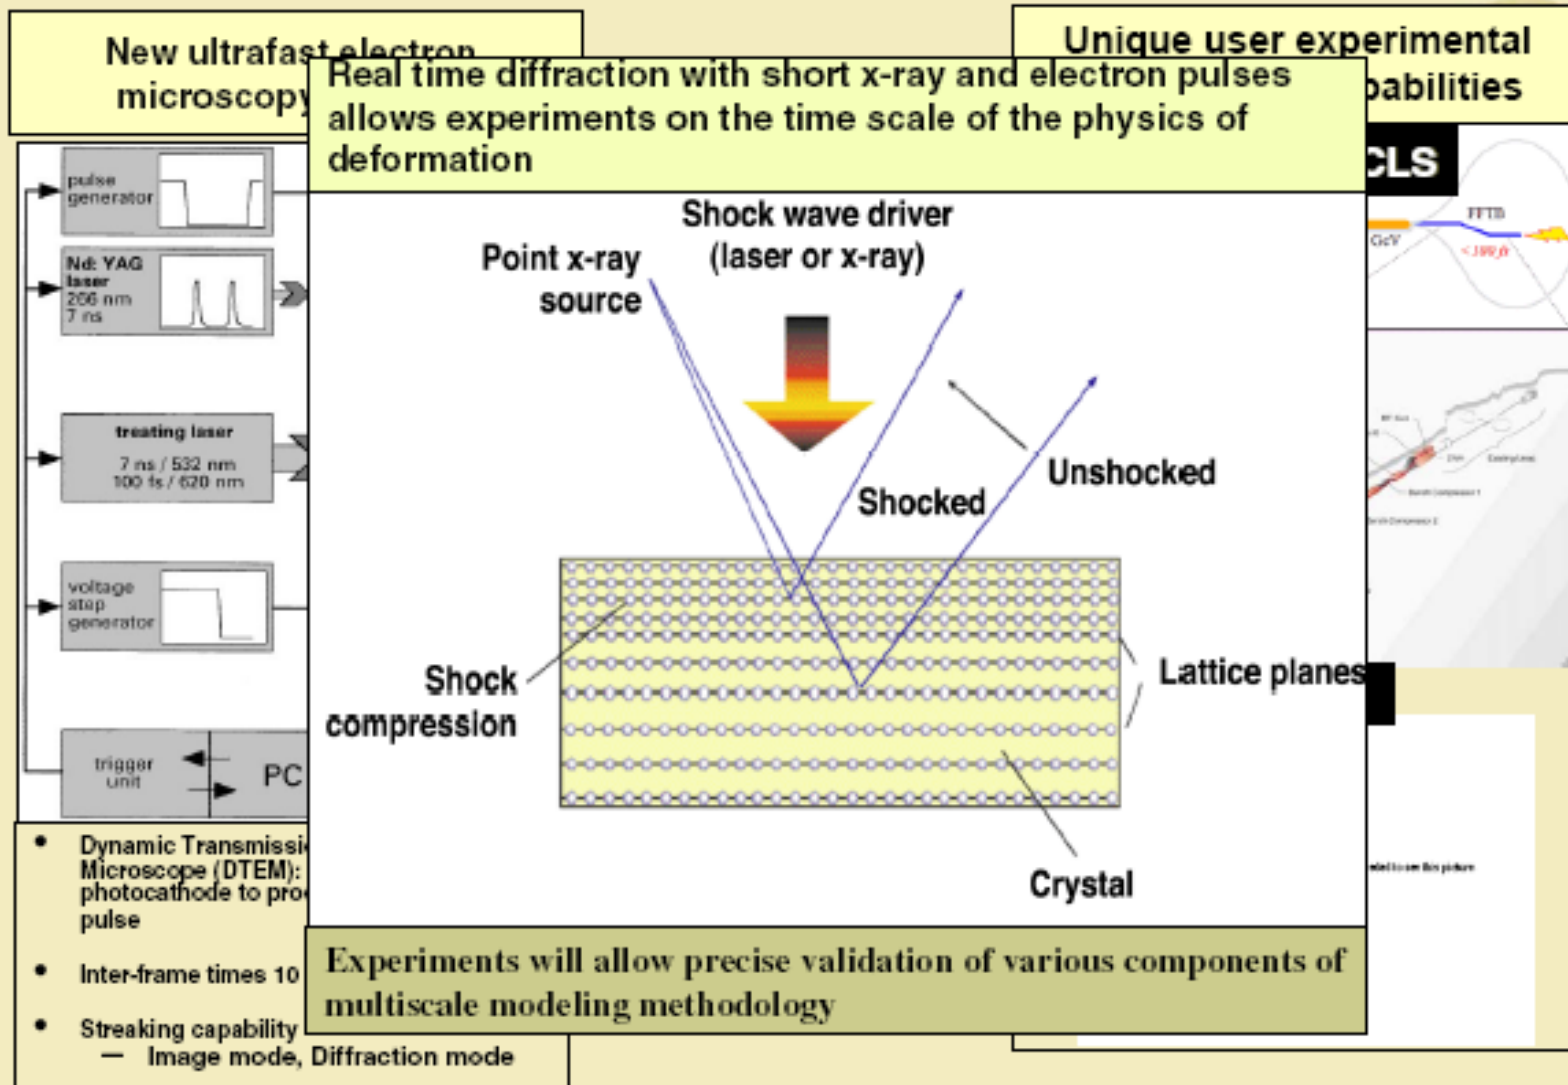 New ultrafast electron
microscopy
pulse
generator
Nd: YAG
laser
266 nm
7 ns
treating laser
7 ns / 532 nm
100 fs / 620 nm
voltage
step
generator
trigger
unit
PC
Dynamic
Microscope (DTEM):
photocathode to
pulse
Inter-frame times 10
Streaking capability
— Image mode, Diffraction mode
Real time diffraction with short x-ray and electron pulses
allows experiments on the time scale of the physics of
deformation
Shock wave driver
(laser or x-ray)
Point x-ray
source
Unshocked
Shocked
Shock
compression
Lattice planes
Crystal
Experiments will allow precise validation of various components of
multiscale modeling methodology
Unique user experimental
CLS
FFTB
GeV
to see this picture